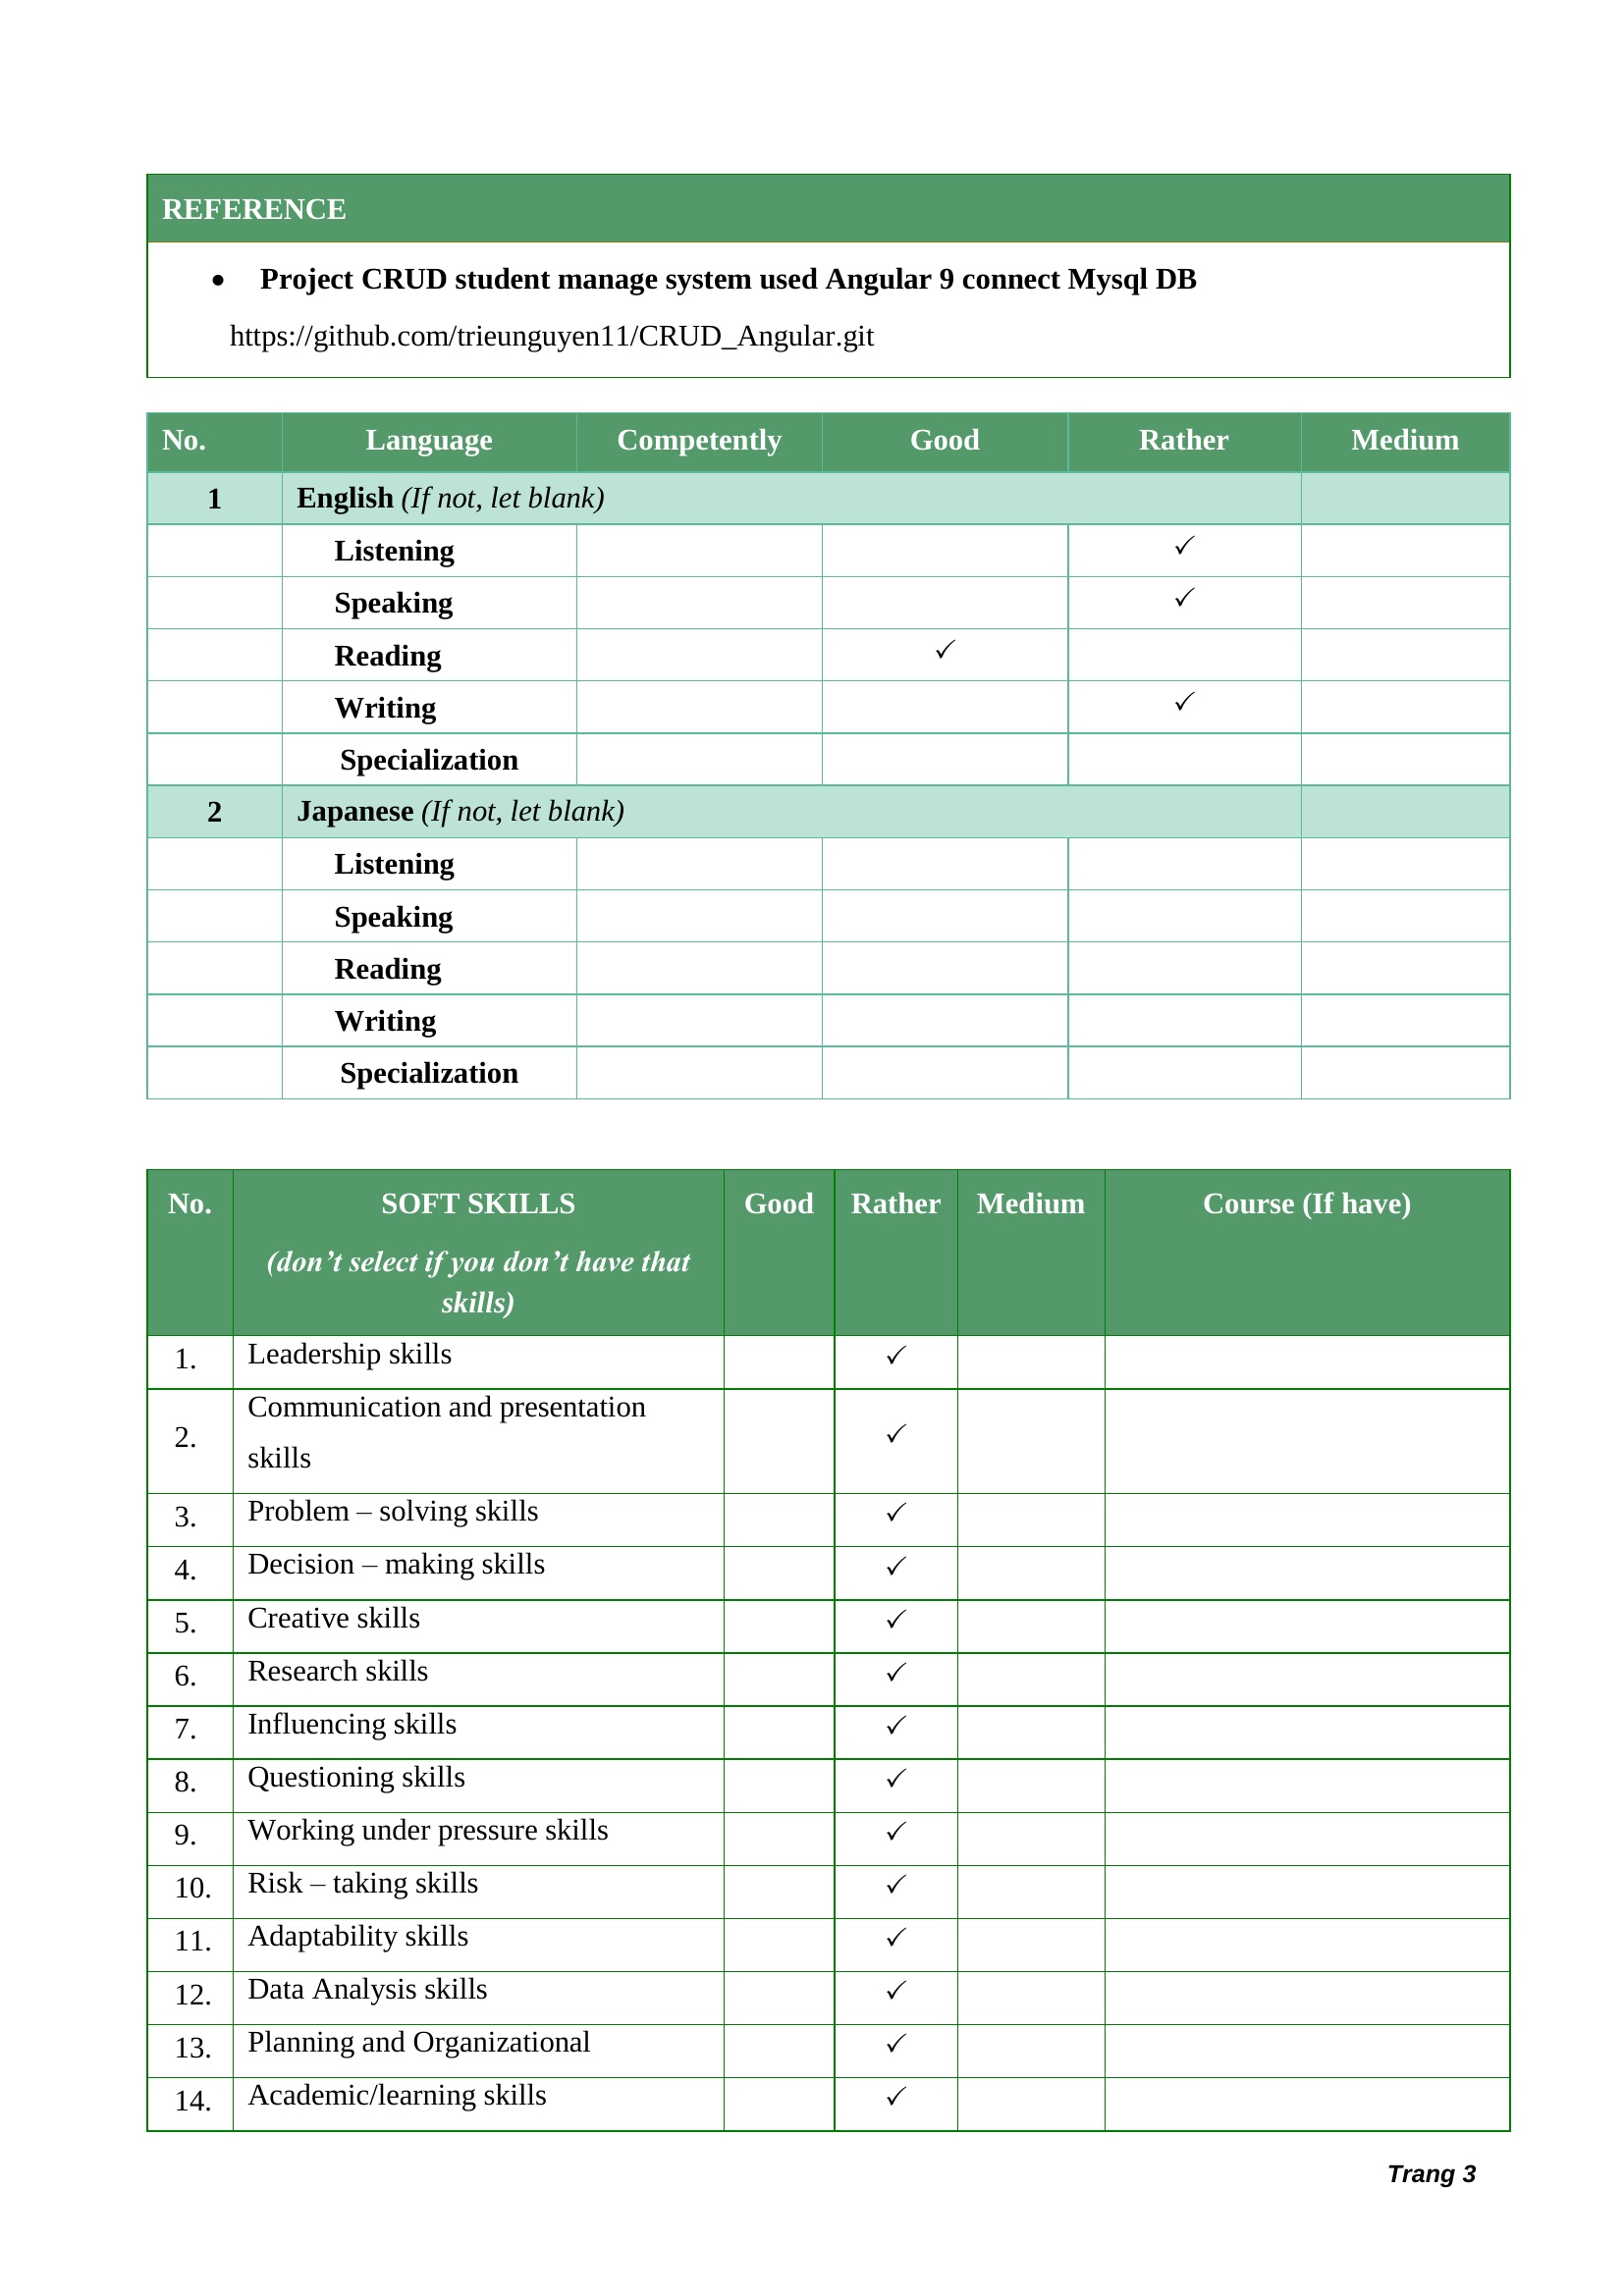 REFERENCE
• Project CRUD student manage system used Angular 9 connect Mysql DB
https://github.com/trieunguyen11/CRUD_Angular.git
No. Language Competently Good Rather Medium
1 English (If not, let blank)
Listening ✓
Speaking ✓
Reading ✓
Writing ✓
Specialization
2 Japanese (If not, let blank)
Listening
Speaking
Reading
Writing
Specialization
No. SOFT SKILLS Good Rather Medium Course (If have)
(don’t select if you don’t have that
skills)
1. Leadership skills ✓
2. Communication and presentation
skills ✓
3. Problem – solving skills ✓
4. Decision – making skills ✓
5. Creative skills ✓
6. Research skills ✓
7. Influencing skills ✓
8. Questioning skills ✓
9. Working under pressure skills ✓
10. Risk – taking skills ✓
11. Adaptability skills ✓
12. Data Analysis skills ✓
13. Planning and Organizational ✓
14. Academic/learning skills ✓
Trang 3